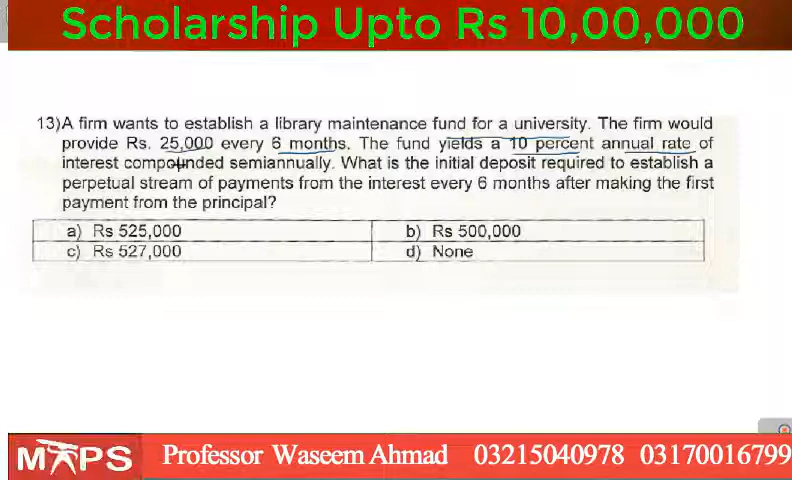 Scholarship Upto Rs 10,00,000
13)A firm wants to establish a library maintenance fund for a university. The firm would
provide Rs. 25,000 every 6 months. The fund yields a 10 percent annual rate of
interest compounded semiannually. What is the initial deposit required to establish a
perpetual stream of payments from the interest every 6 months after making the first
payment from the principal?
a) Rs 525,000
b) Rs 500,000
c) Rs 527,000
d) None
MAPS Professor Waseem Ahmad 03215040978 03170016799